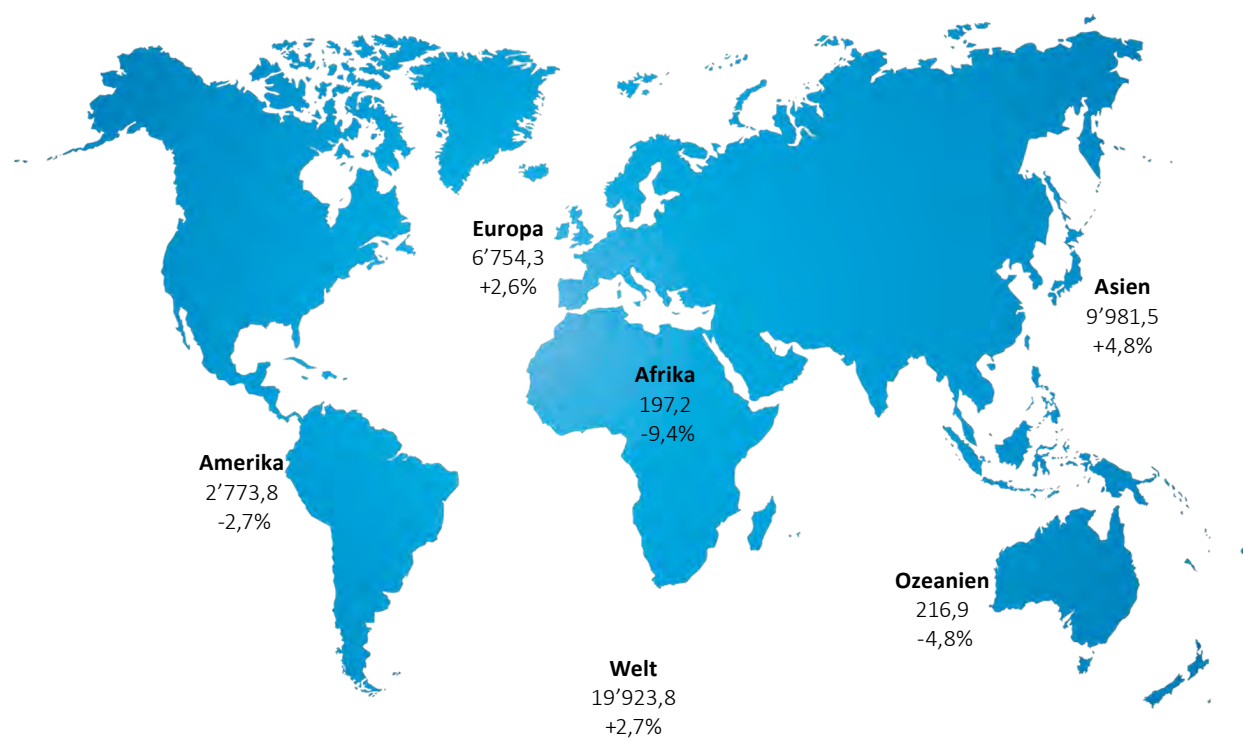 Europa
6’754,3
+2,6%
Asien
9’981,5
+4,8%
Afrika
197,2
-9,4%
Amerika
2’773,8
-2,7%
Ozeanien
216,9
-4,8%
Welt
19’923,8
+2,7%